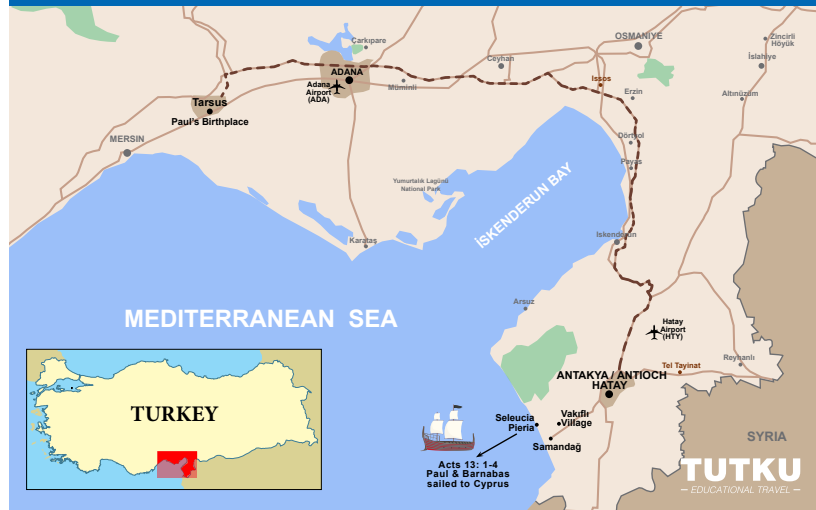 Çarkıpare
OSMANIYE
Zincirli
Höyük
İslahiye
Ceyhan
ADANA
Adana
Airport
(ADA)
Müminli
Issos
Erzin
Altınüzüm
Tarsus
Paul's Birthplace
MERSIN
Dörtyol
Payas
Yumurtalık Lagünü
National Park
İSKENDERUN BAY
Karataş
İskenderun
Arsuz
MEDITERRANEAN SEA
Hatay
Airport
(HTY)
Reyhanlı
Tel Tayinat
ANTAKYA / ANTIOCH
HATAY
TURKEY
Seleucia
Pieria
Vakıflı
Village
Samandağ
SYRIA
Acts 13: 1-4
Paul & Barnabas
sailed to Cyprus
TUTKU
– EDUCATIONAL TRAVEL –